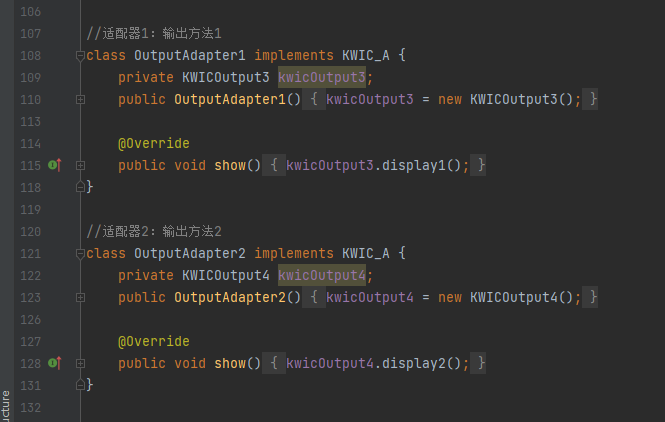 106
107 //适配器1: 输出方法1
108 class OutputAdapter1 implements KWIC_A {
109 private KWICOutput3 kwicOutput3;
110 public OutputAdapter1() { kwicOutput3 = new KWICOutput3(); }
113
114 @Override
115 public void show() { kwicOutput3.display1(); }
118 }
119
120 //适配器2: 输出方法2
121 class OutputAdapter2 implements KWIC_A {
122 private KWICOutput4 kwicOutput4;
123 public OutputAdapter2() { kwicOutput4 = new KWICOutput4(); }
126
127 @Override
128 public void show() { kwicOutput4.display2(); }
131 }
132
ucture